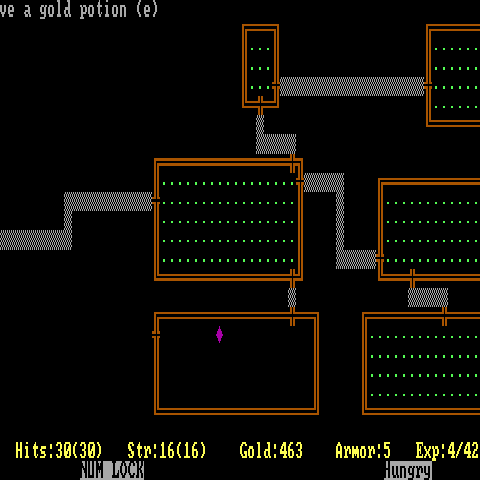 ve a gold potion (e)
Hits:30(30) Str:16(16) Gold:463 Armor:5 Exp:4/42
NUM LOCK Hungry